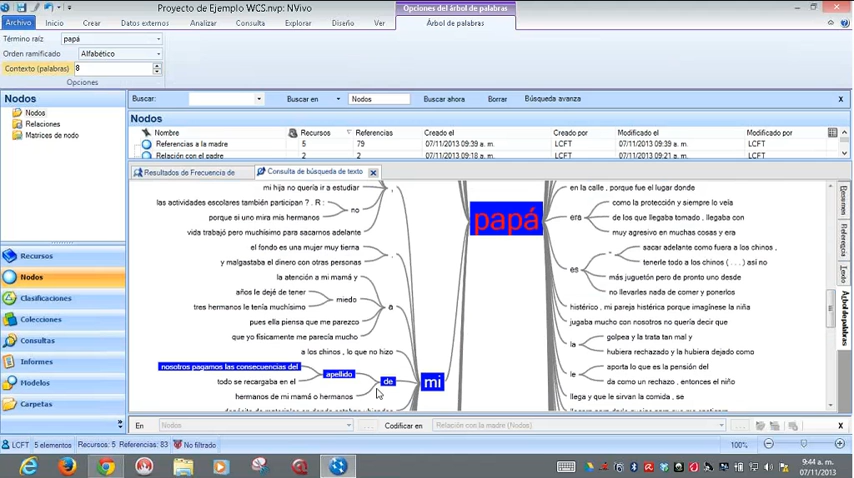 Proyecto de Ejemplo WCS.nvp: NVivo
Opciones del árbol de palabras
Archivo Inicio Crear Datos externos Analizar Consulta Explorar Diseño Ver Árbol de palabras
Término raíz papá
Orden ramificado Alfabético
Contexto (palabras) 8
Opciones
Nodos
Nodos
Relaciones
Matrices de nodo
Buscar: Buscar en Nodos Buscar ahora Borrar Búsqueda avanza
Nodos
Nombre Recursos Referencias Creado el Creado por Modificado el Modificado por
Referencias a la madre 5 79 07/11/2013 09:39 a. m. LCFT 07/11/2013 09:39 a. m. LCFT
Relación con el padre 2 2 07/11/2013 09:18 a. m. LCFT 07/11/2013 09:21 a. m. LCFT
Resultados de Frecuencia de
Consulta de búsqueda de texto
mi hija no quería ir a estudiar
,
las actividades escolares también participan ? . R :
no
porque si uno mira mis hermanos
vida trabajó pero muchísimo para sacarnos adelante
el fondo es una mujer muy tierna
.
y malgastaba el dinero con otras personas
la atención a mi mamá y
años le dejé de tener
miedo
a
tres hermanos le tenía muchísimo
pues ella piensa que me parezco
que yo físicamente me parecía mucho
a los chinos , lo que no hizo
nosotros pagamos las consecuencias del
apellido
de
mi
todo se recargaba en el
hermanos de mi mamá o hermanos
papá
en la calle , porque fue el lugar donde
como la protección y siempre lo veía
era
de los que llegaba tomado , llegaba con
muy agresivo en muchas cosas y era
sacar adelante como fuera a los chinos ,
es
tenerle todo a los chinos ( . . . ) así no
más juguetón pero de pronto uno desde
no llevarles nada de comer y ponerlos
histérico , mi pareja histérica porque imagínese la niña
jugaba mucho con nosotros no quería decir que
golpea y la trata tan mal y
la
hubiera rechazado y la hubiera dejado como
aporta lo que es la pensión del
le
da como un rechazo , entonces el niño
llega y que le sirvan la comida , se
Resumen
Referencia
Texto
Árbol de palabras
Recursos
Nodos
Clasificaciones
Colecciones
Consultas
Informes
Modelos
Carpetas
En Nodos Codificar en Relación con la madre (Nodos)
LCFT 5 elementos Recursos: 5 Referencias: 83 No filtrado 100%
9:44 a. m.
07/11/2013